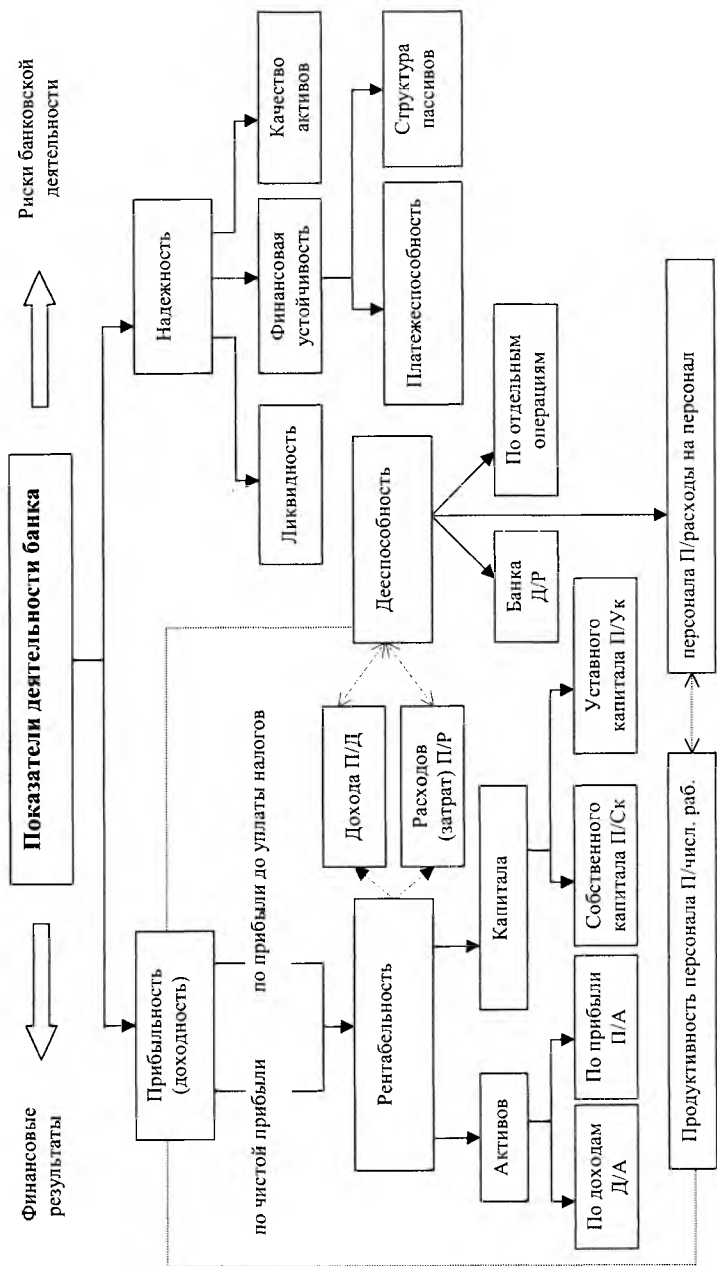 Показатели деятельности банка
Финансовые
результаты
Риски банковской
деятельности
Прибыльность
(доходность)
Надежность
по чистой прибыли
по прибыли до уплаты налогов
Ликвидность
Финансовая
устойчивость
Качество
активов
Платежеспособность
Структура
пассивов
Рентабельность
Дохода П/Д
Расходов
(затрат) П/Р
Дееспособность
Банка
Д/Р
По отдельным
операциям
Активов
Капитала
По доходам
Д/А
По прибыли
П/А
Собственного
капитала П/Ск
Уставного
капитала П/Ук
Продуктивность персонала П/числ. раб.
персонала П/расходы на персонал